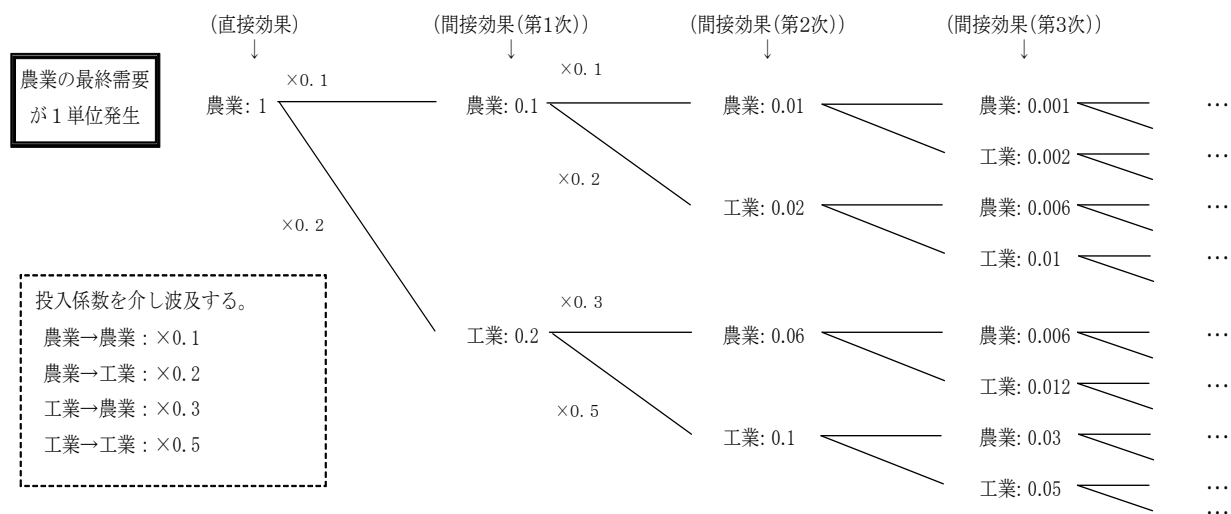 (直接効果) (間接効果(第1次)) (間接効果(第2次)) (間接効果(第3次))
↓ ↓ ↓ ↓
農業の最終需要
が1単位発生
×0.1
×0.1
農業: 1 農業: 0.1 農業: 0.01 農業: 0.001 …
工業: 0.002 …
×0.2
工業: 0.02 農業: 0.006 …
×0.2
工業: 0.01 …
投入係数を介し波及する。
農業→農業：×0.1
農業→工業：×0.2
工業→農業：×0.3
工業→工業：×0.5
×0.3
工業: 0.2 農業: 0.06 農業: 0.006 …
工業: 0.012 …
×0.5
工業: 0.1 農業: 0.03 …
工業: 0.05 …
…